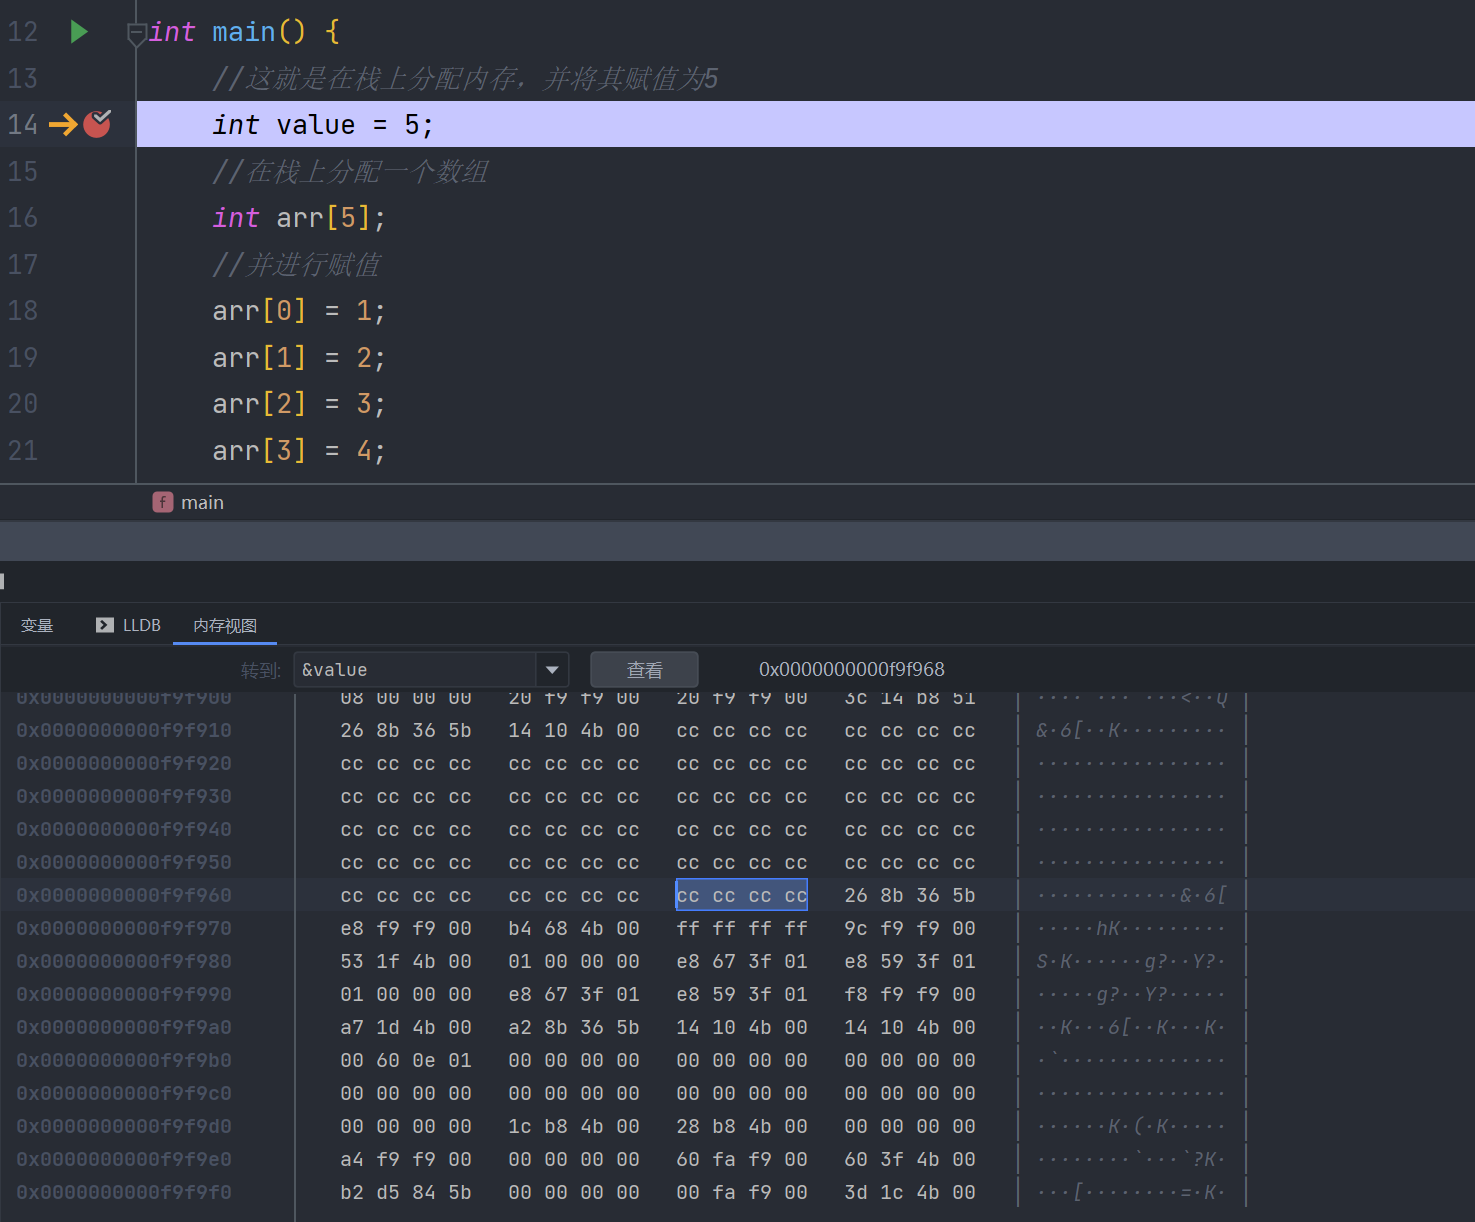 12 int main() {
13 //这就是在栈上分配内存，并将其赋值为5
14 int value = 5;
15 //在栈上分配一个数组
16 int arr[5];
17 //并进行赋值
18 arr[0] = 1;
19 arr[1] = 2;
20 arr[2] = 3;
21 arr[3] = 4;
f main
变量 LLDB 内存视图
转到: &value 查看 0x0000000000f9f968
0x0000000000f9f900 08 00 00 00 20 f9 f9 00 20 f9 f9 00 3c 14 b8 51 ···· ··· ···<··Q
0x0000000000f9f910 26 8b 36 5b 14 10 4b 00 cc cc cc cc cc cc cc cc &·6[··K·········
0x0000000000f9f920 cc cc cc cc cc cc cc cc cc cc cc cc cc cc cc cc ················
0x0000000000f9f930 cc cc cc cc cc cc cc cc cc cc cc cc cc cc cc cc ················
0x0000000000f9f940 cc cc cc cc cc cc cc cc cc cc cc cc cc cc cc cc ················
0x0000000000f9f950 cc cc cc cc cc cc cc cc cc cc cc cc cc cc cc cc ················
0x0000000000f9f960 cc cc cc cc cc cc cc cc cc cc cc cc 26 8b 36 5b ············&·6[
0x0000000000f9f970 e8 f9 f9 00 b4 68 4b 00 ff ff ff ff 9c f9 f9 00 ·····hK·········
0x0000000000f9f980 53 1f 4b 00 01 00 00 00 e8 67 3f 01 e8 59 3f 01 S·K······g?··Y?·
0x0000000000f9f990 01 00 00 00 e8 67 3f 01 e8 59 3f 01 f8 f9 f9 00 ·····g?··Y?·····
0x0000000000f9f9a0 a7 1d 4b 00 a2 8b 36 5b 14 10 4b 00 14 10 4b 00 ··K···6[··K···K·
0x0000000000f9f9b0 00 60 0e 01 00 00 00 00 00 00 00 00 00 00 00 00 ·`··············
0x0000000000f9f9c0 00 00 00 00 00 00 00 00 00 00 00 00 00 00 00 00 ················
0x0000000000f9f9d0 00 00 00 00 1c b8 4b 00 28 b8 4b 00 00 00 00 00 ······K·(·K·····
0x0000000000f9f9e0 a4 f9 f9 00 00 00 00 00 60 fa f9 00 60 3f 4b 00 ········`···`?K·
0x0000000000f9f9f0 b2 d5 84 5b 00 00 00 00 00 fa f9 00 3d 1c 4b 00 ···[········=·K·